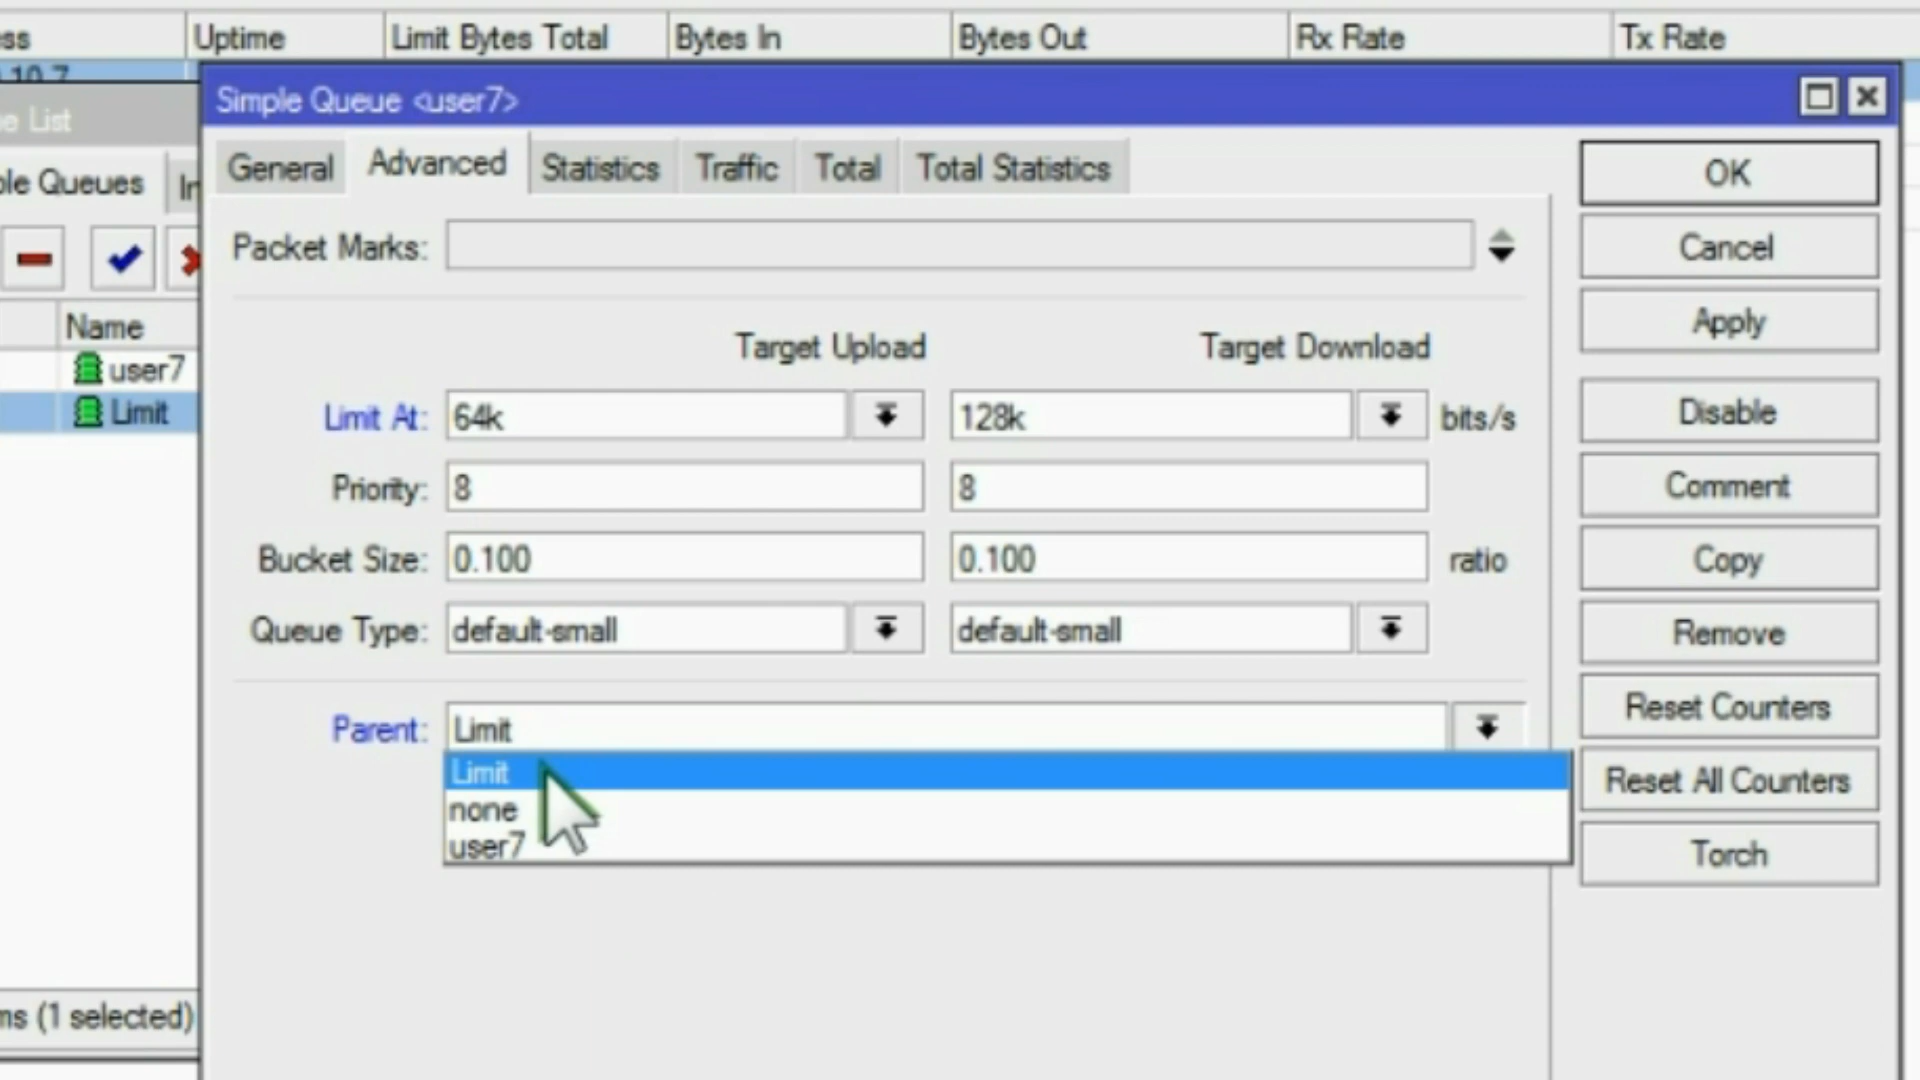 ss Uptime Limit Bytes Total Bytes In Bytes Out Rx Rate Tx Rate
.10.7
e List
Simple Queue <user7>
ple Queues In
General Advanced Statistics Traffic Total Total Statistics
OK
Packet Marks:
Cancel
Name
Apply
Target Upload Target Download
user7
Limit
Limit At: 64k 128k bits/s
Disable
Priority: 8 8
Comment
Bucket Size: 0.100 0.100 ratio
Copy
Queue Type: default-small default-small
Remove
Reset Counters
Parent: Limit
Limit
none
user7
Reset All Counters
Torch
ms (1 selected)